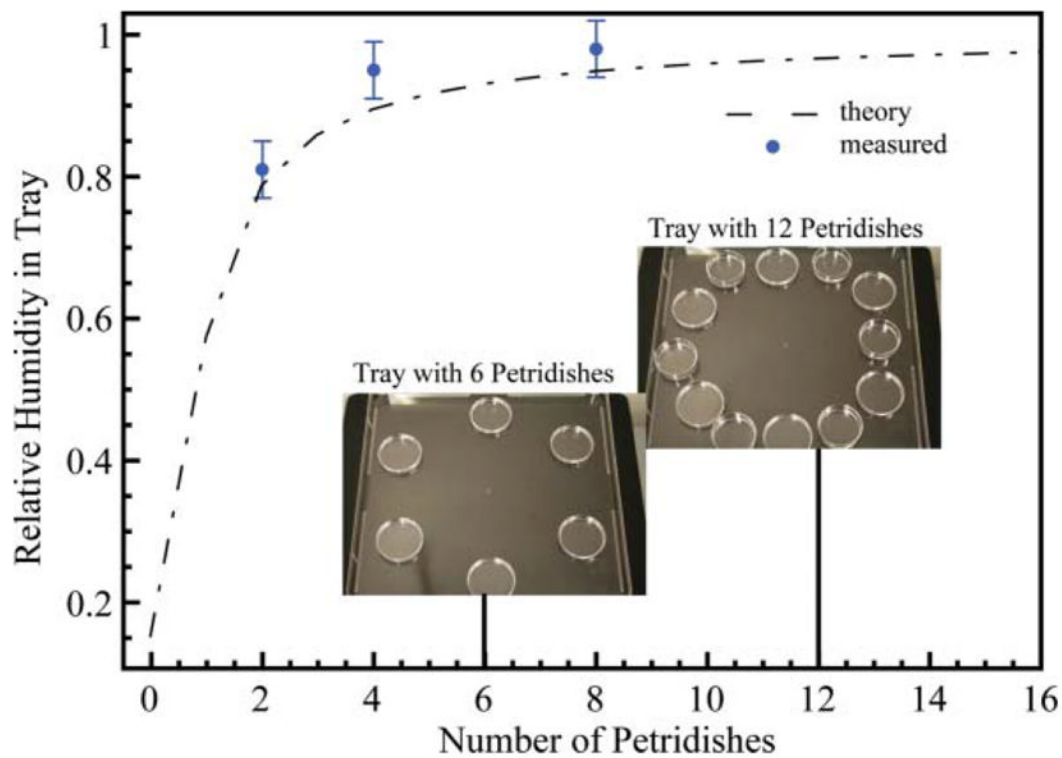 1
0.8
0.6
0.4
0.2
Relative Humidity in Tray
theory
measured
Tray with 12 Petridishes
Tray with 6 Petridishes
0 2 4 6 8 10 12 14 16
Number of Petridishes